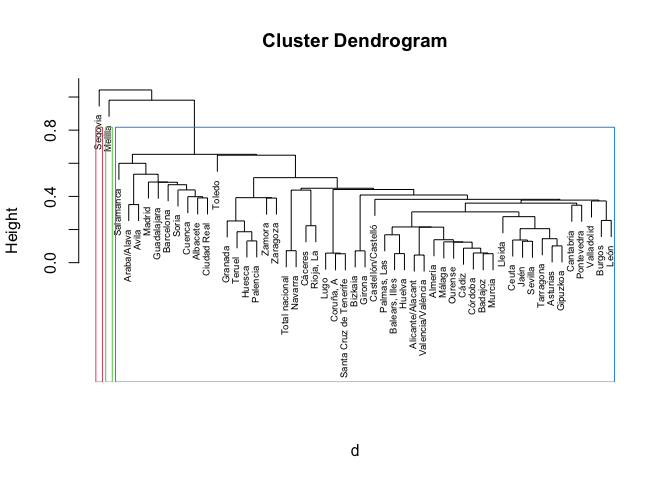 Cluster Dendrogram
Height
0.0
0.4
0.8
Segovia
Melilla
Salamanca
Araba/Álava
Ávila
Madrid
Guadalajara
Barcelona
Soria
Cuenca
Albacete
Ciudad Real
Toledo
Granada
Teruel
Huesca
Palencia
Zamora
Zaragoza
Total nacional
Navarra
Cáceres
Rioja, La
Lugo
Coruña, A
Santa Cruz de Tenerife
Bizkaia
Girona
Castellón/Castelló
Palmas, Las
Balears, Illes
Huelva
Alicante/Alacant
Valencia/València
Almería
Málaga
Ourense
Cádiz
Córdoba
Badajoz
Murcia
Lleida
Ceuta
Jaén
Sevilla
Tarragona
Asturias
Gipuzkoa
Cantabria
Pontevedra
Valladolid
Burgos
León
d